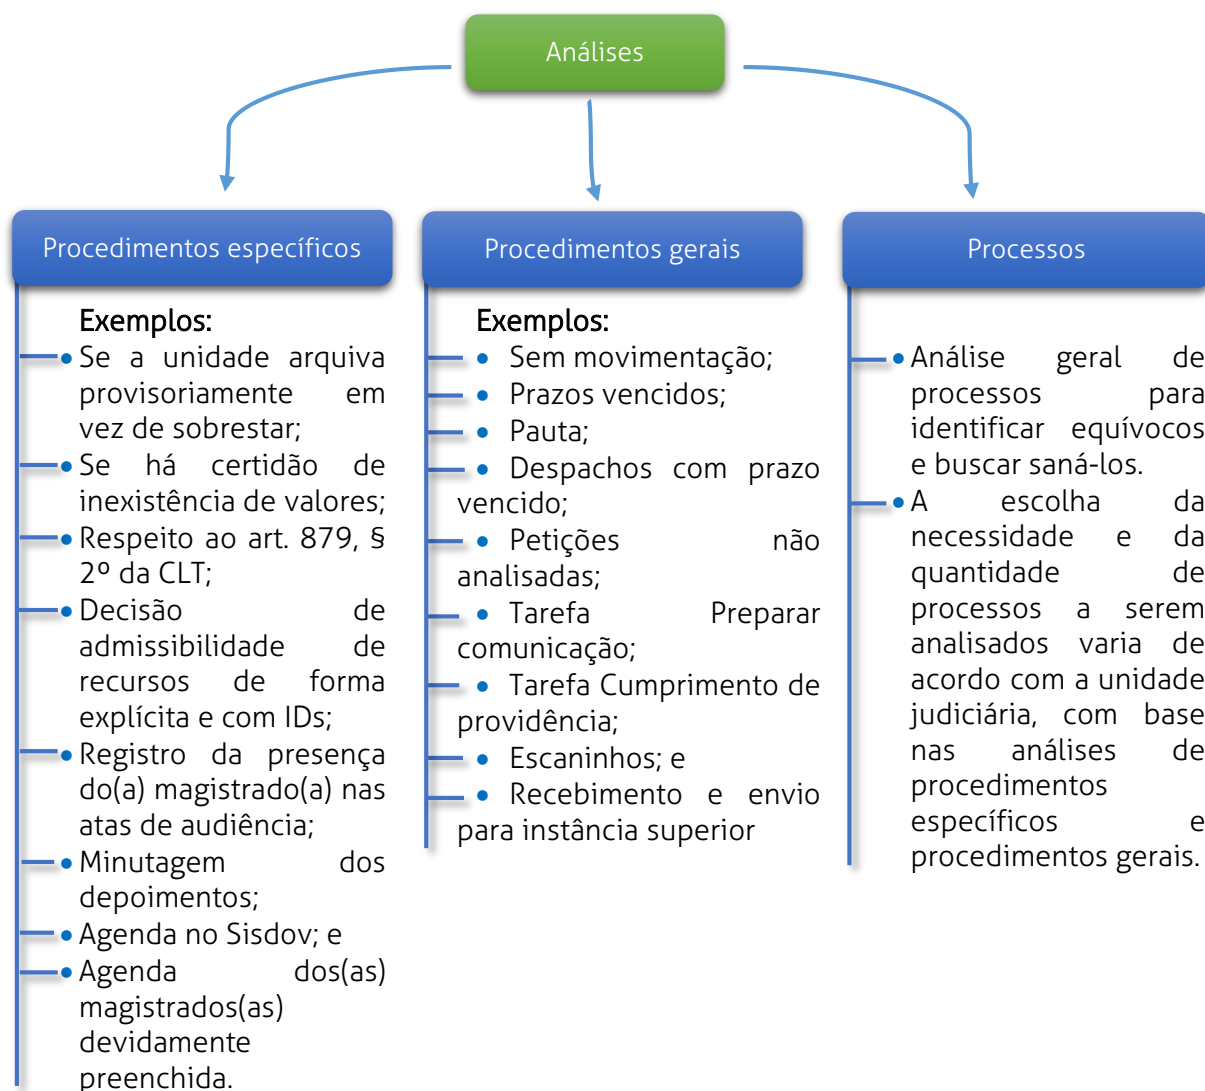 Análises
Procedimentos específicos
Exemplos:
• Se a unidade arquiva
provisoriamente em
vez de sobrestar;
• Se há certidão de
inexistência de valores;
• Respeito ao art. 879, §
2º da CLT;
• Decisão de
admissibilidade de
recursos de forma
explícita e com IDs;
• Registro da presença
do(a) magistrado(a) nas
atas de audiência;
• Minutagem dos
depoimentos;
• Agenda no Sisdov; e
• Agenda dos(as)
magistrados(as)
devidamente
preenchida.
Procedimentos gerais
Exemplos:
• Sem movimentação;
• Prazos vencidos;
• Pauta;
• Despachos com prazo
vencido;
• Petições não
analisadas;
• Tarefa Preparar
comunicação;
• Tarefa Cumprimento de
providência;
• Escaninhos; e
• Recebimento e envio
para instância superior
Processos
• Análise geral de
processos para
identificar equívocos
e buscar saná-los.
• A escolha da
necessidade e da
quantidade de
processos a serem
analisados varia de
acordo com a unidade
judiciária, com base
nas análises de
procedimentos
específicos e
procedimentos gerais.